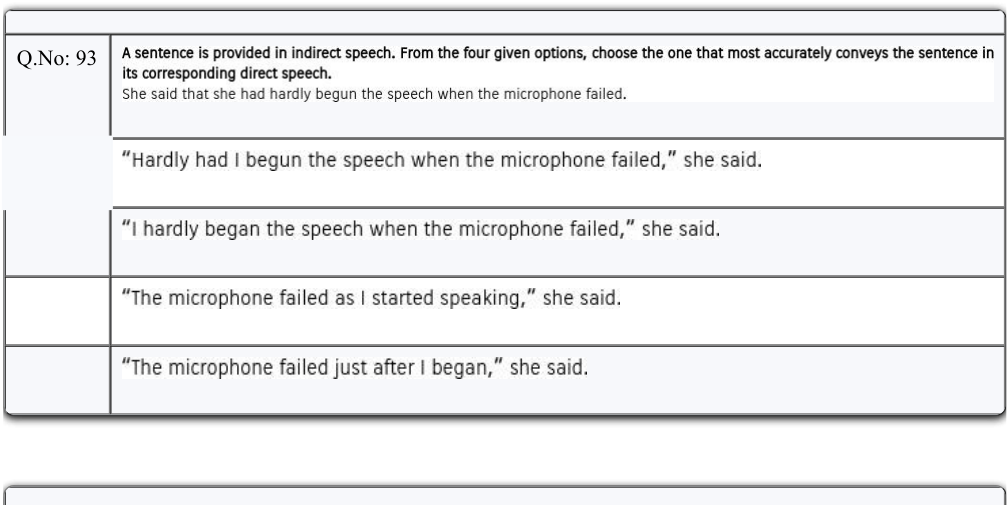 Q.No: 93
A sentence is provided in indirect speech. From the four given options, choose the one that most accurately conveys the sentence in
its corresponding direct speech.
She said that she had hardly begun the speech when the microphone failed.
“Hardly had I begun the speech when the microphone failed,” she said.
“I hardly began the speech when the microphone failed,” she said.
“The microphone failed as I started speaking,” she said.
“The microphone failed just after I began,” she said.